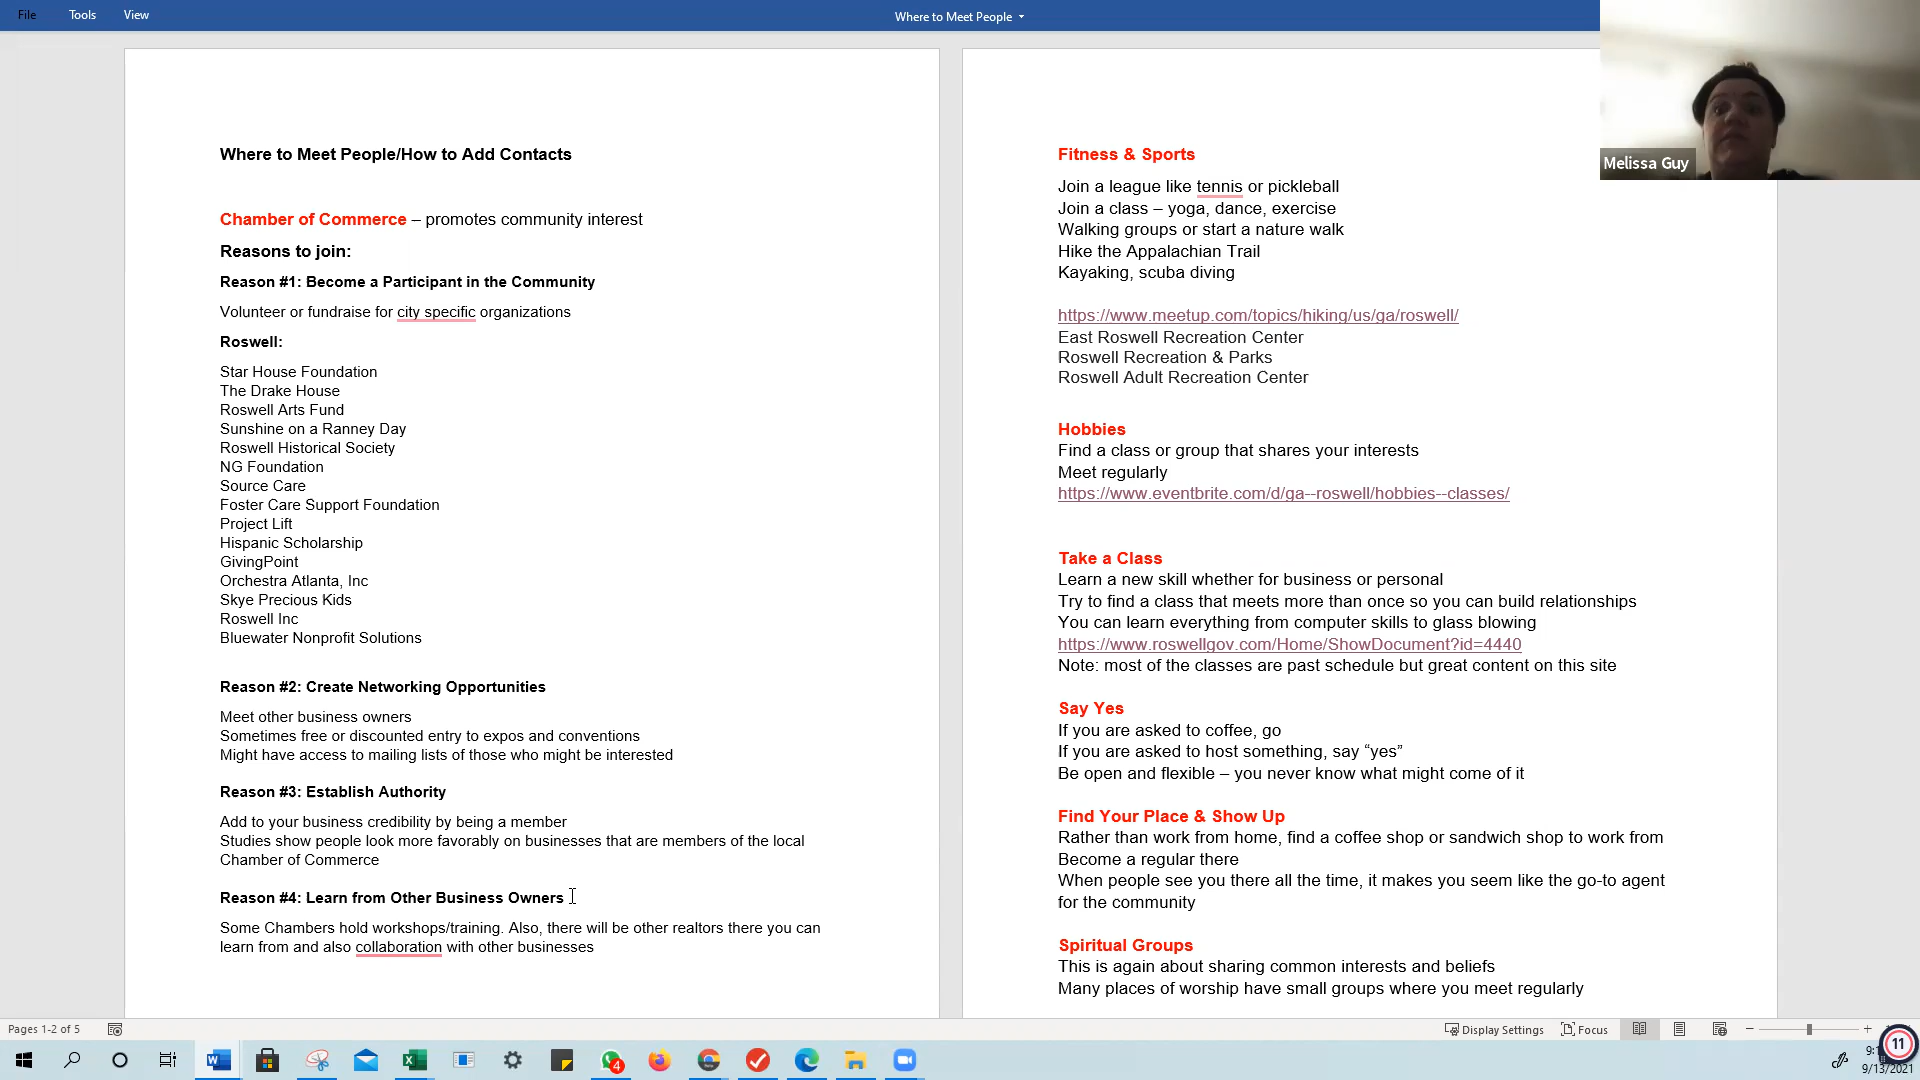 File Tools View
Where to Meet People
Melissa Guy
Where to Meet People/How to Add Contacts
Chamber of Commerce – promotes community interest
Reasons to join:
Reason #1: Become a Participant in the Community
Volunteer or fundraise for city specific organizations
Roswell:
Star House Foundation
The Drake House
Roswell Arts Fund
Sunshine on a Ranney Day
Roswell Historical Society
NG Foundation
Source Care
Foster Care Support Foundation
Project Lift
Hispanic Scholarship
GivingPoint
Orchestra Atlanta, Inc
Skye Precious Kids
Roswell Inc
Bluewater Nonprofit Solutions
Reason #2: Create Networking Opportunities
Meet other business owners
Sometimes free or discounted entry to expos and conventions
Might have access to mailing lists of those who might be interested
Reason #3: Establish Authority
Add to your business credibility by being a member
Studies show people look more favorably on businesses that are members of the local
Chamber of Commerce
Reason #4: Learn from Other Business Owners
Some Chambers hold workshops/training. Also, there will be other realtors there you can
learn from and also collaboration with other businesses
Fitness & Sports
Join a league like tennis or pickleball
Join a class – yoga, dance, exercise
Walking groups or start a nature walk
Hike the Appalachian Trail
Kayaking, scuba diving
https://www.meetup.com/topics/hiking/us/ga/roswell/
East Roswell Recreation Center
Roswell Recreation & Parks
Roswell Adult Recreation Center
Hobbies
Find a class or group that shares your interests
Meet regularly
https://www.eventbrite.com/d/ga--roswell/hobbies--classes/
Take a Class
Learn a new skill whether for business or personal
Try to find a class that meets more than once so you can build relationships
You can learn everything from computer skills to glass blowing
https://www.roswellgov.com/Home/ShowDocument?id=4440
Note: most of the classes are past schedule but great content on this site
Say Yes
If you are asked to coffee, go
If you are asked to host something, say “yes”
Be open and flexible – you never know what might come of it
Find Your Place & Show Up
Rather than work from home, find a coffee shop or sandwich shop to work from
Become a regular there
When people see you there all the time, it makes you seem like the go-to agent
for the community
Spiritual Groups
This is again about sharing common interests and beliefs
Many places of worship have small groups where you meet regularly
Pages 1-2 of 5
Display Settings
Focus
4
11
9/13/2021